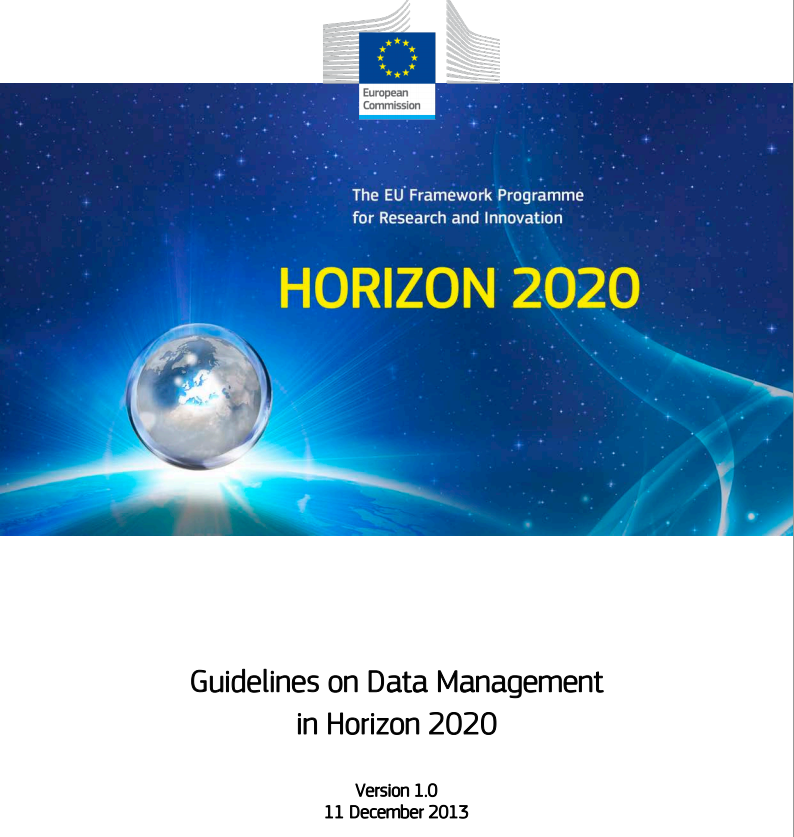 European
Commission
The EU Framework Programme
for Research and Innovation
HORIZON 2020
Guidelines on Data Management
in Horizon 2020
Version 1.0
11 December 2013